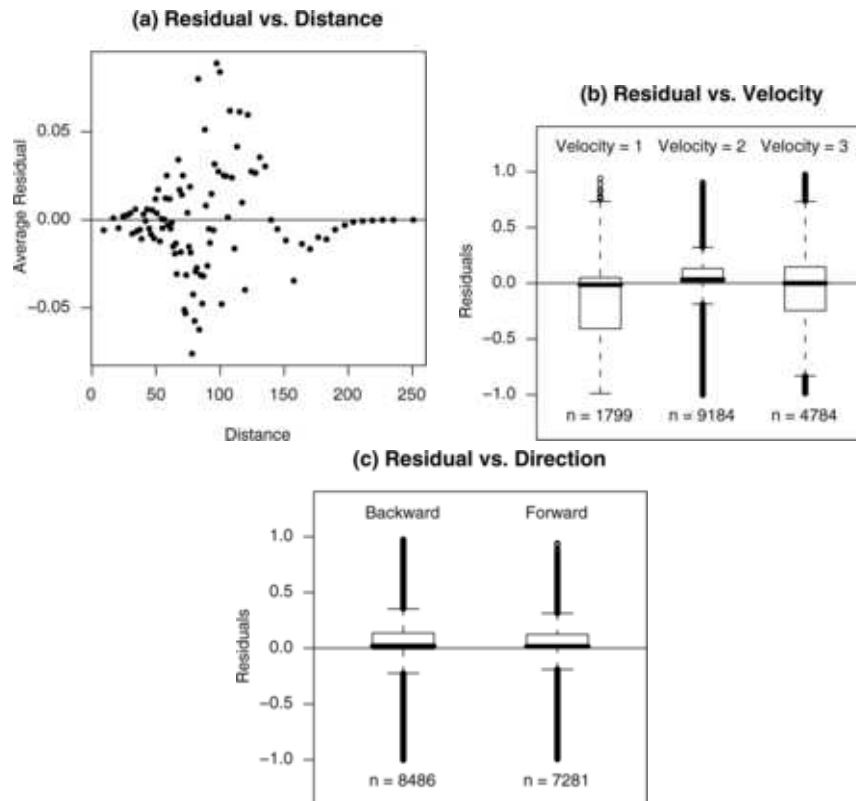 (a) Residual vs. Distance
0.05
0.00
−0.05
Average Residual
0 50 100 150 200 250
Distance
(b) Residual vs. Velocity
Velocity = 1 Velocity = 2 Velocity = 3
1.0
0.5
0.0
−0.5
−1.0
Residuals
n = 1799 n = 9184 n = 4784
(c) Residual vs. Direction
Backward Forward
1.0
0.5
0.0
−0.5
−1.0
Residuals
n = 8486 n = 7281